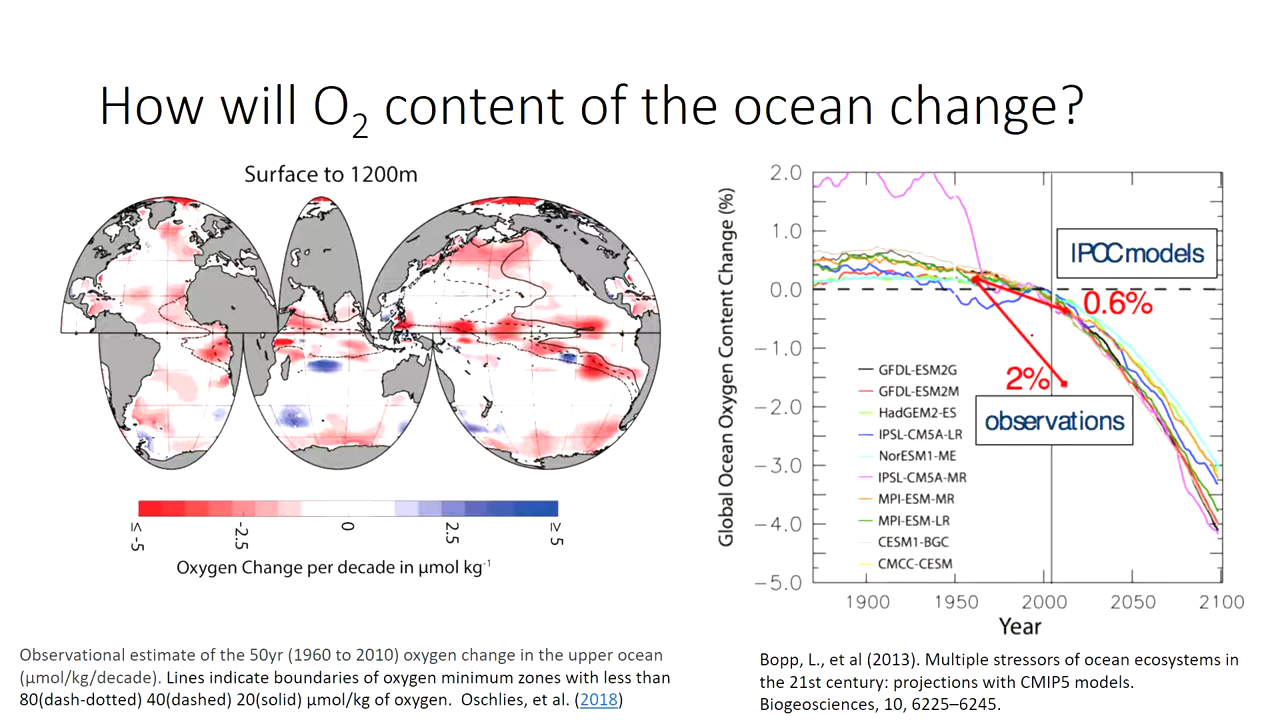 How will O₂ content of the ocean change?
Surface to 1200m
≤ -5
-2.5
0
2.5
≥ 5
Oxygen Change per decade in µmol kg⁻¹
Observational estimate of the 50yr (1960 to 2010) oxygen change in the upper ocean
(µmol/kg/decade). Lines indicate boundaries of oxygen minimum zones with less than
80(dash-dotted) 40(dashed) 20(solid) µmol/kg of oxygen.  Oschlies, et al. (2018)
Global Ocean Oxygen Content Change (%)
2.0
1.0
0.0
-1.0
-2.0
-3.0
-4.0
-5.0
IPCC models
0.6%
2%
observations
GFDL-ESM2G
GFDL-ESM2M
HadGEM2-ES
IPSL-CM5A-LR
NorESM1-ME
IPSL-CM5A-MR
MPI-ESM-MR
MPI-ESM-LR
CESM1-BGC
CMCC-CESM
1900
1950
2000
2050
2100
Year
Bopp, L., et al (2013). Multiple stressors of ocean ecosystems in
the 21st century: projections with CMIP5 models.
Biogeosciences, 10, 6225–6245.